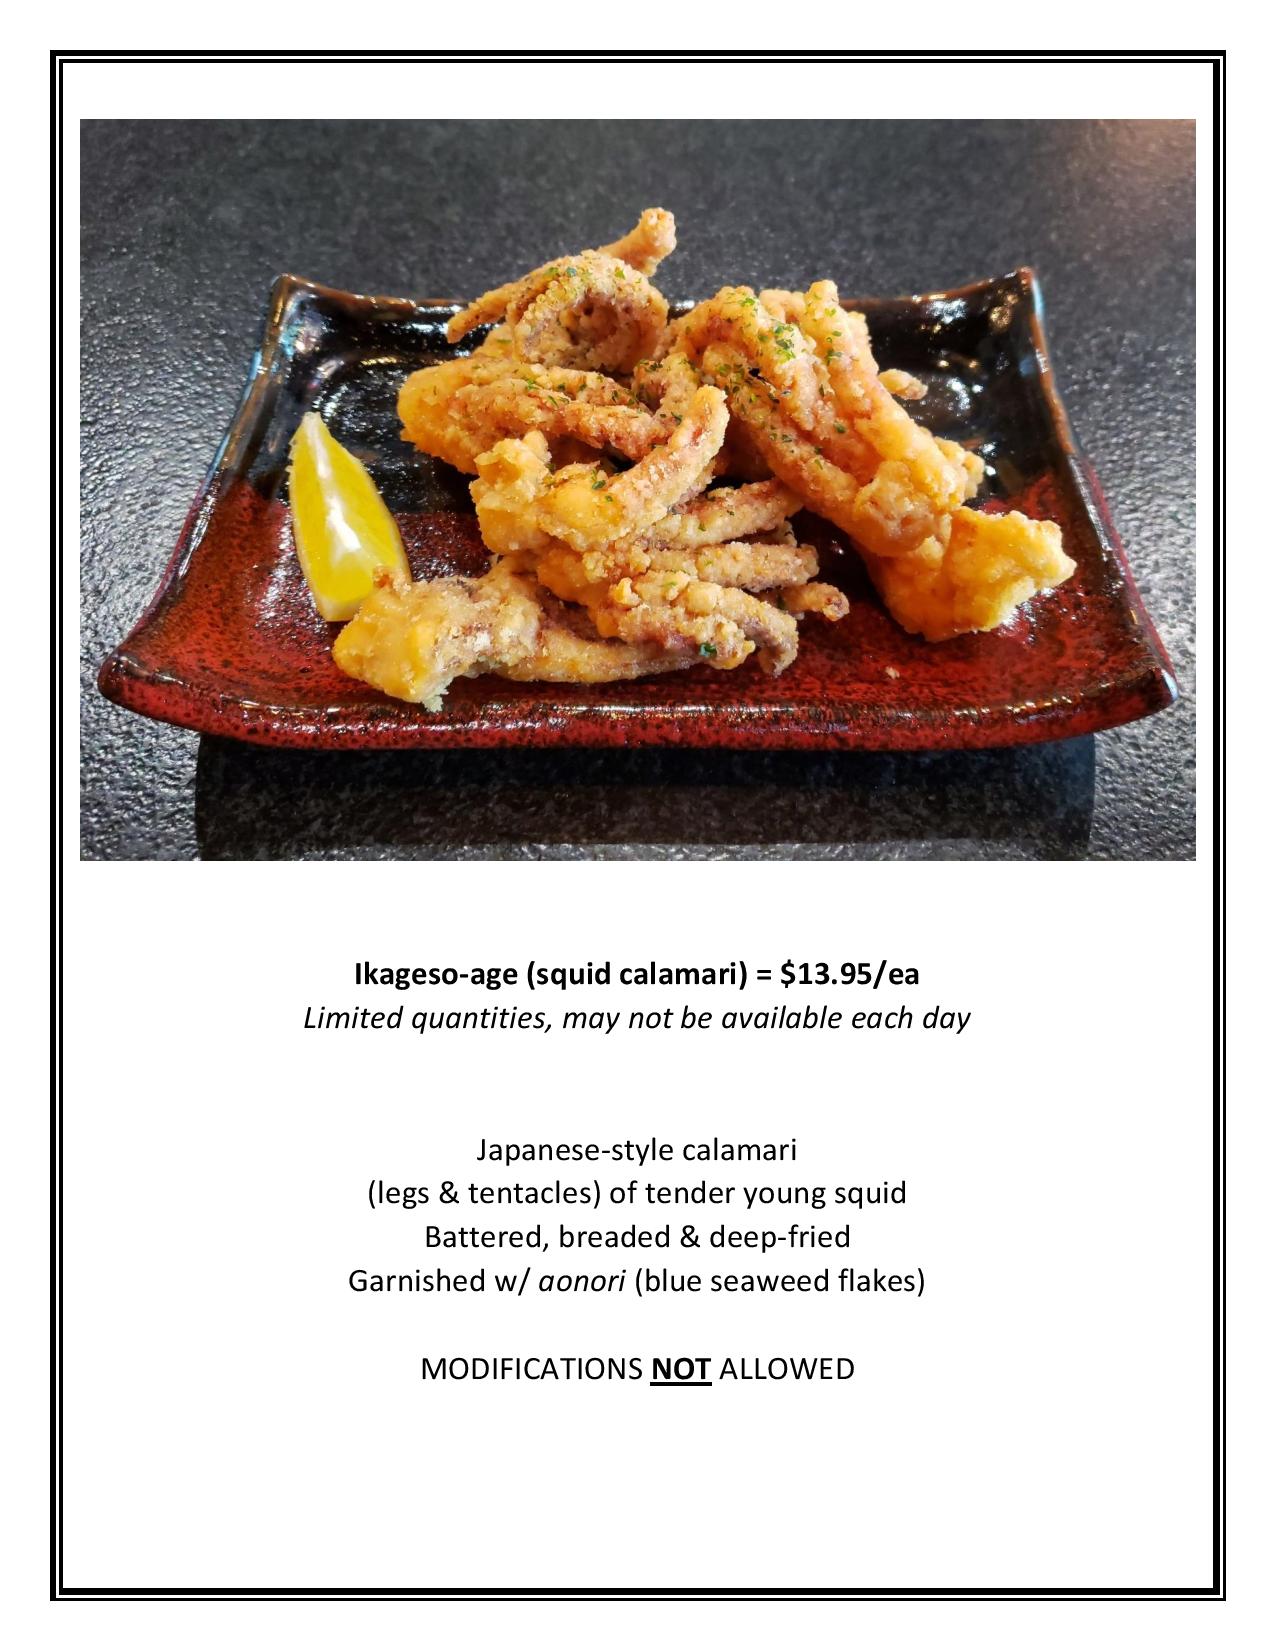 Ikageso-age (squid calamari) = $13.95/ea
Limited quantities, may not be available each day
Japanese-style calamari
(legs & tentacles) of tender young squid
Battered, breaded & deep-fried
Garnished w/ aonori (blue seaweed flakes)
MODIFICATIONS NOT ALLOWED